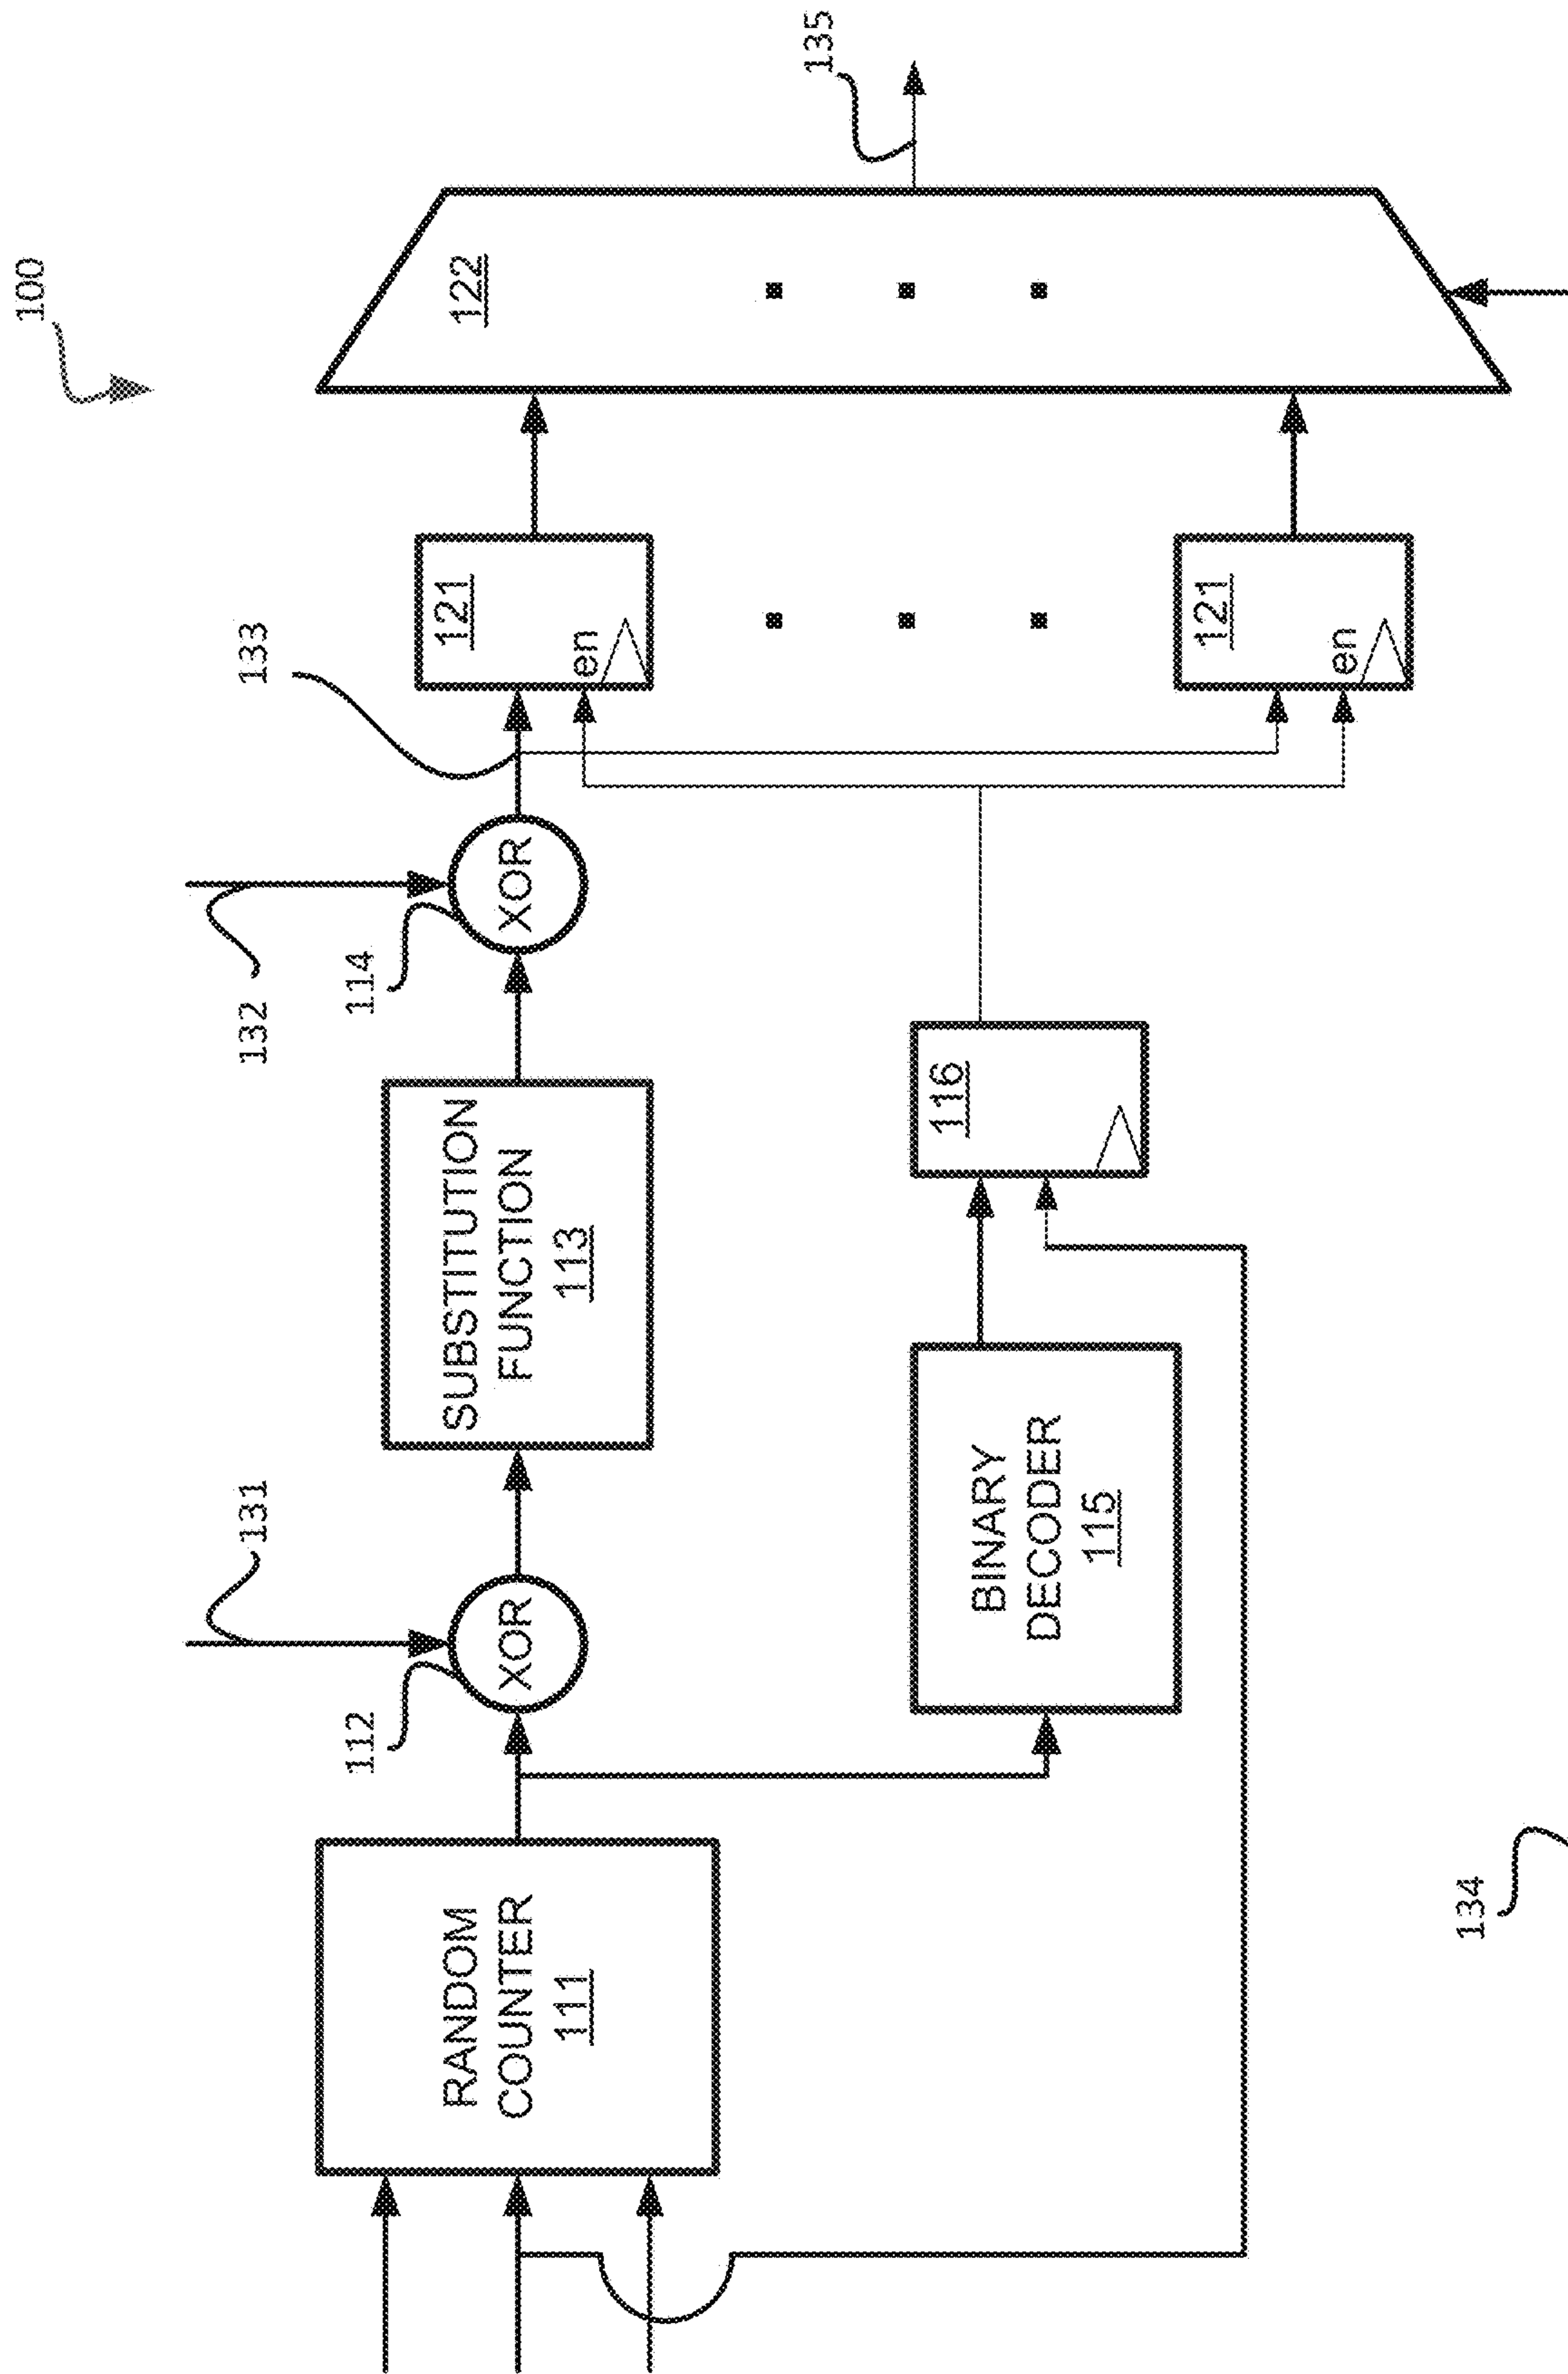 100
RANDOM
COUNTER
111
112
XOR
131
SUBSTITUTION
FUNCTION
113
114
XOR
132
133
121
en
122
135
BINARY
DECODER
115
116
121
en
134